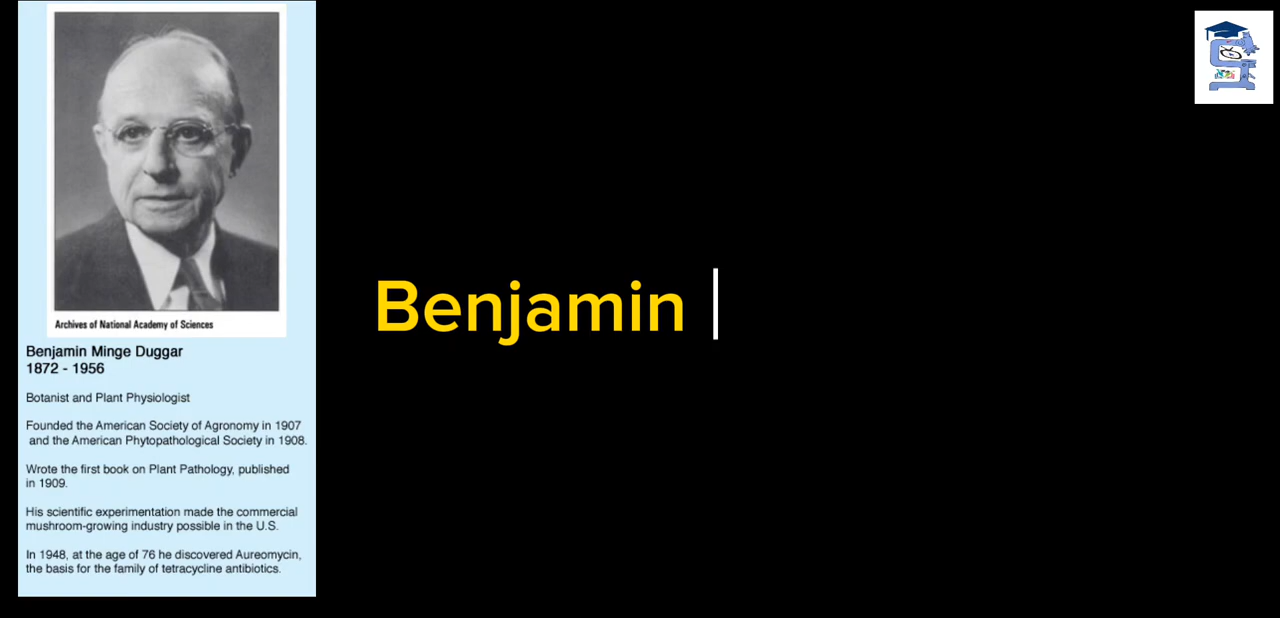 Archives of National Academy of Sciences
Benjamin Minge Duggar
1872 - 1956
Botanist and Plant Physiologist
Founded the American Society of Agronomy in 1907
and the American Phytopathological Society in 1908.
Wrote the first book on Plant Pathology, published
in 1909.
His scientific experimentation made the commercial
mushroom-growing industry possible in the U.S.
In 1948, at the age of 76 he discovered Aureomycin,
the basis for the family of tetracycline antibiotics.
Benjamin